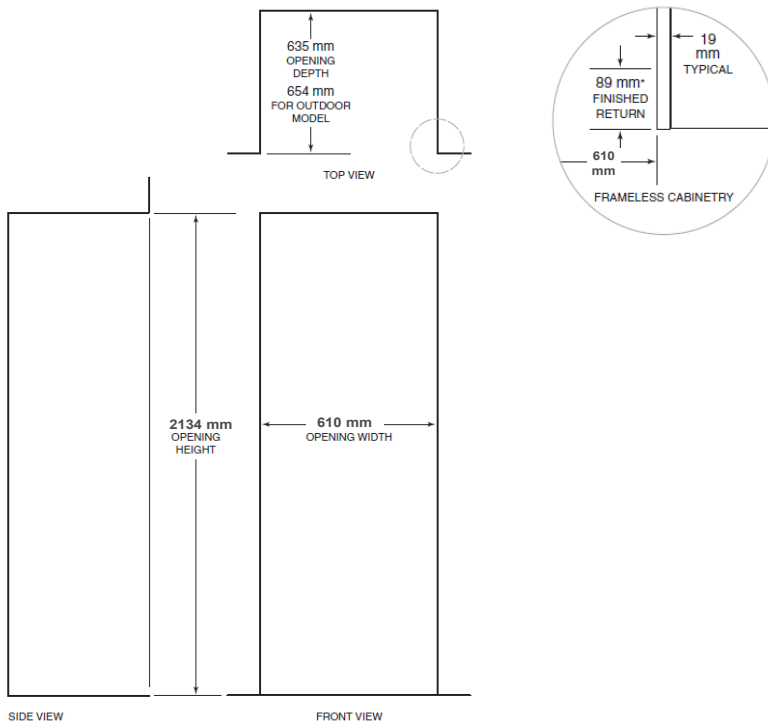 635 mm
OPENING
DEPTH
654 mm
FOR OUTDOOR
MODEL
TOP VIEW
19
mm
TYPICAL
89 mm*
FINISHED
RETURN
610
mm
FRAMELESS CABINETRY
2134 mm
OPENING
HEIGHT
610 mm
OPENING WIDTH
SIDE VIEW
FRONT VIEW